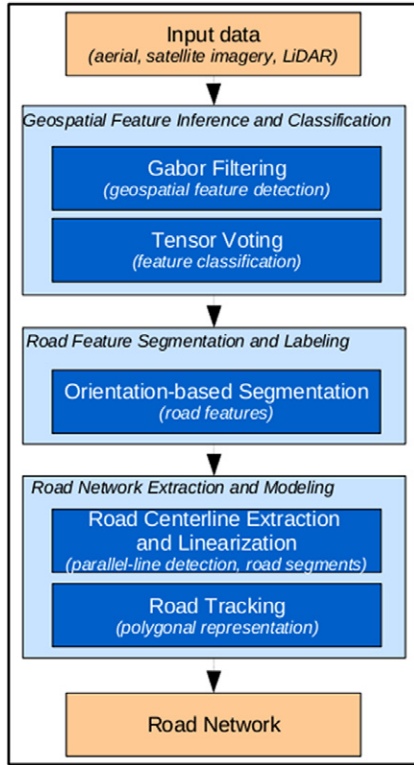 Input data
(aerial, satellite imagery, LiDAR)
Geospatial Feature Inference and Classification
Gabor Filtering
(geospatial feature detection)
Tensor Voting
(feature classification)
Road Feature Segmentation and Labeling
Orientation-based Segmentation
(road features)
Road Network Extraction and Modeling
Road Centerline Extraction
and Linearization
(parallel-line detection, road segments)
Road Tracking
(polygonal representation)
Road Network